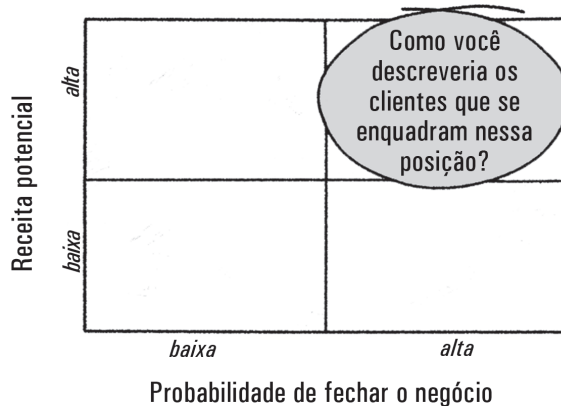 Como você
descreveria os
clientes que se
enquadram nessa
posição?
Receita potencial
alta
baixa
baixa
alta
Probabilidade de fechar o negócio